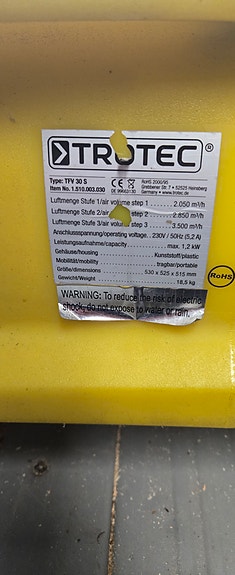 TROTEC®
Type: TFV 30 S
Item No. 1.510.003.030
CE RoHS 2002/95
Grebbener Str. 7 • 52525 Heinsberg
Germany • www.trotec.de
Luftmenge Stufe 1/air volume step 1 2.050 m³/h
Luftmenge Stufe 2/air volume step 2.850 m³/h
Luftmenge Stufe 3/air volume step 3 3.500 m³/h
Anschlussspannung/operating voltage 230V / 50Hz (5,2 A)
Leistungsaufnahme/capacity max. 1,2 kW
Gehäuse/housing Kunststoff/plastic
Mobilität/mobility tragbar/portable
Größe/dimensions 530 x 525 x 515 mm
Gewicht/Weight 18,5 kg
RoHS
WARNING: To reduce the risk of electric
shock, do not expose to water or rain.